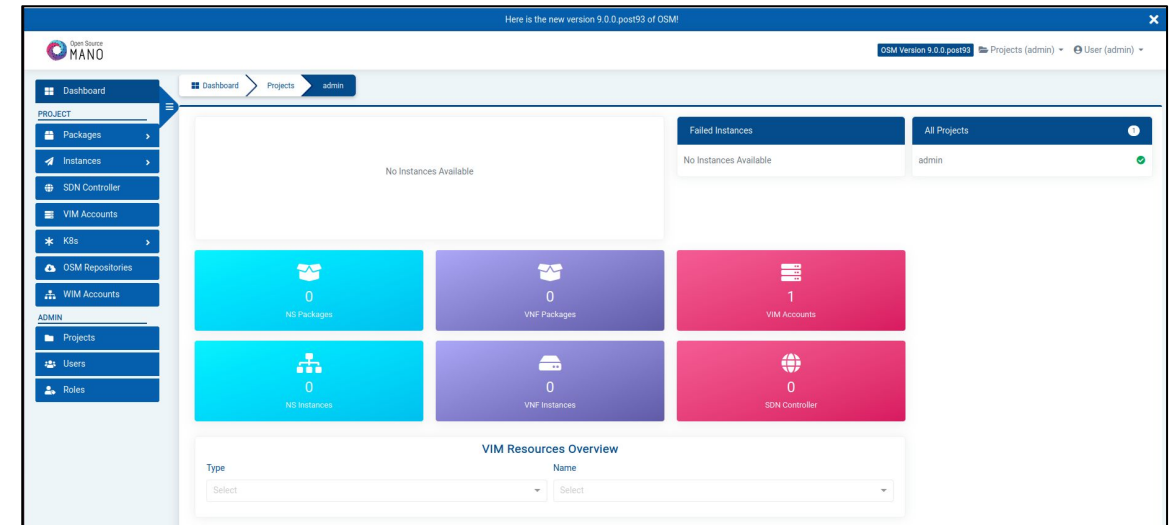 Here is the new version 9.0.0.post93 of OSM!
Open Source
MANO
OSM Version 9.0.0.post93 Projects (admin) User (admin)
Dashboard
PROJECT
Packages
Instances
SDN Controller
VIM Accounts
K8s
OSM Repositories
WIM Accounts
ADMIN
Projects
Users
Roles
Dashboard Projects admin
No Instances Available
Failed Instances
No Instances Available
All Projects 1
admin
0
NS Packages
0
VNF Packages
1
VIM Accounts
0
NS Instances
0
VNF Instances
0
SDN Controller
VIM Resources Overview
Type
Select
Name
Select